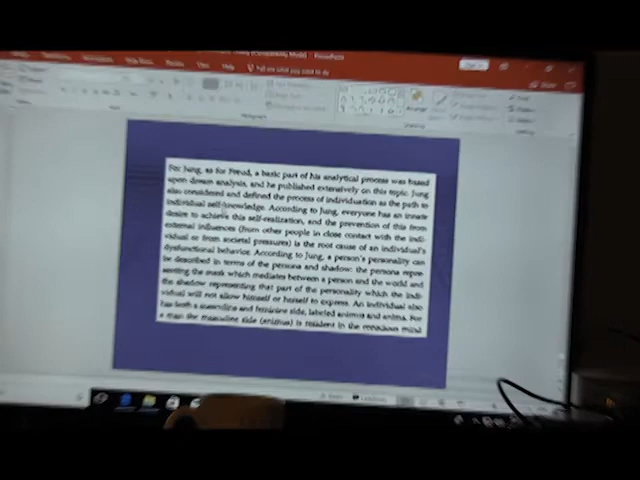 Tell me what you want to do
Share
For Jung, as for Freud, a basic part of his analytical process was based
upon dream analysis, and he published extensively on this topic. Jung
also considered and defined the process of individuation as the path to
individual self-knowledge. According to Jung, everyone has an innate
desire to achieve this self-realization, and the prevention of this from
external influences (from other people in close contact with the indi-
vidual or from societal pressures) is the root cause of an individual's
dysfunctional behavior. According to Jung, a person's personality can
be described in terms of the persona and shadow: the persona repre-
senting the mask which mediates between a person and the world and
the shadow representing that part of the personality which the indi-
vidual will not allow himself or herself to express. An individual also
has both a masculine and feminine side, labeled animus and anima. For
a man the masculine side (animus) is resident in the conscious mind